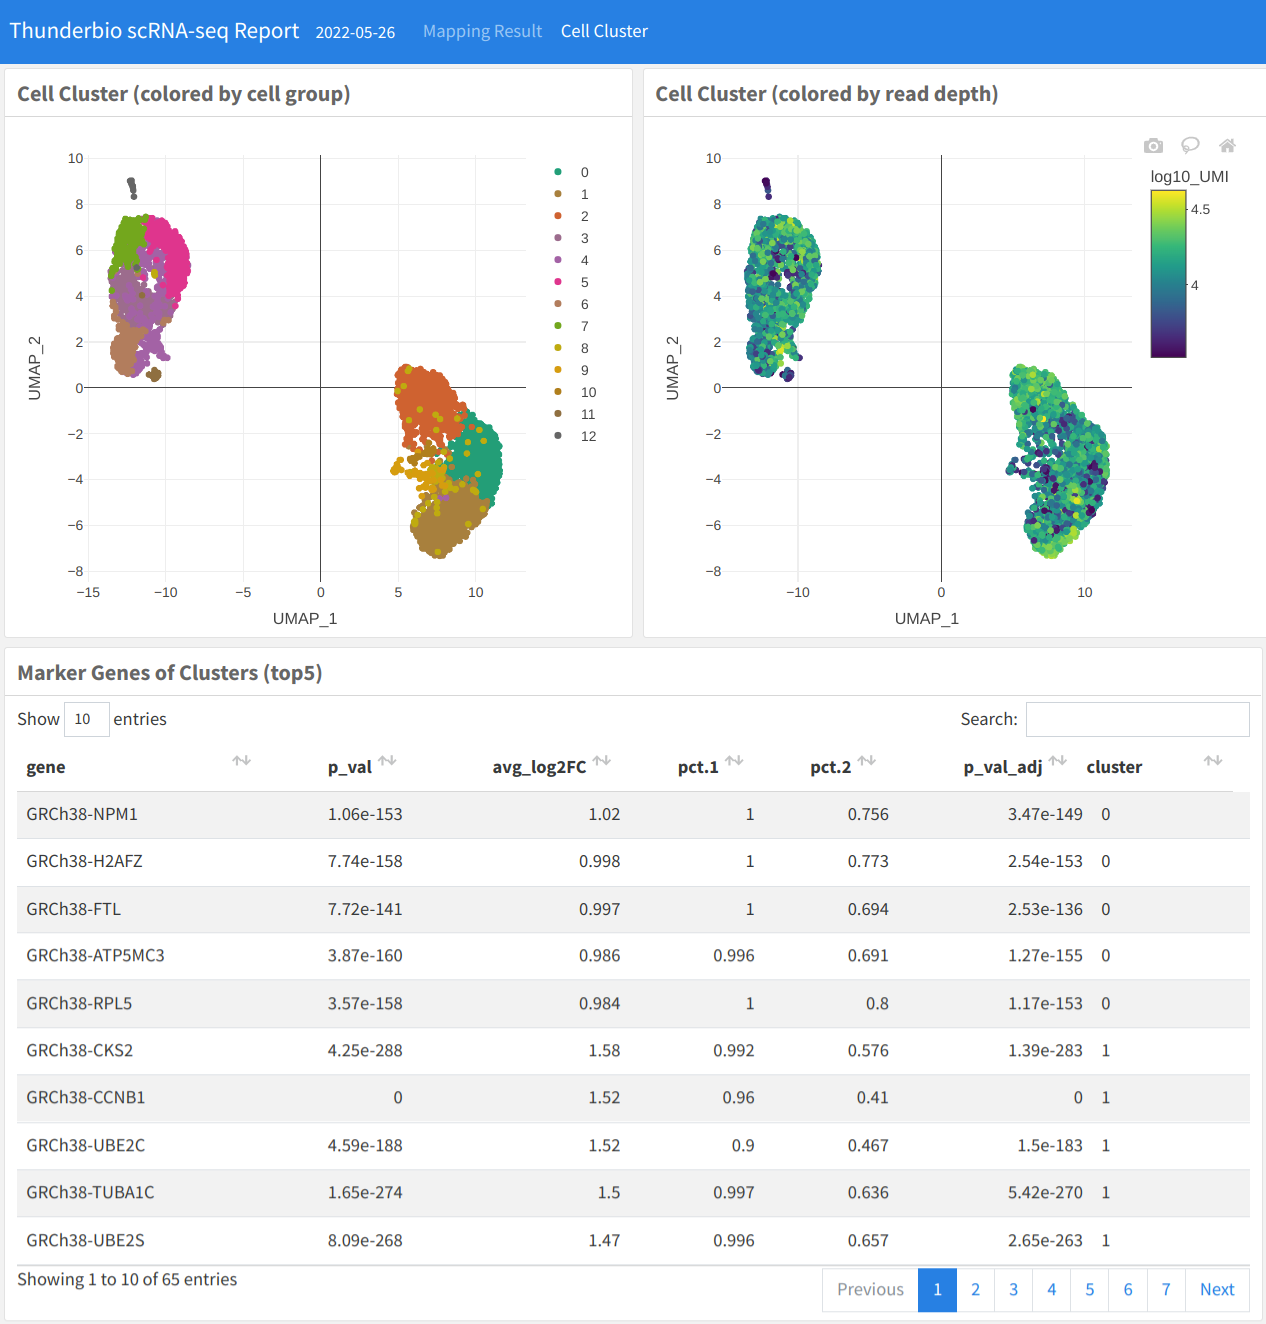 Thunderbio scRNA-seq Report 2022-05-26 Mapping Result Cell Cluster
Cell Cluster (colored by cell group)
10
8
6
4
2
0
−2
−4
−6
−8
−15 −10 −5 0 5 10
UMAP_1
UMAP_2
0
1
2
3
4
5
6
7
8
9
10
11
12
Cell Cluster (colored by read depth)
log10_UMI
4.5
4
10
8
6
4
2
0
−2
−4
−6
−8
−10 0 10
UMAP_1
UMAP_2
Marker Genes of Clusters (top5)
Show 10 entries Search:
gene p_val avg_log2FC pct.1 pct.2 p_val_adj cluster
GRCh38-NPM1 1.06e-153 1.02 1 0.756 3.47e-149 0
GRCh38-H2AFZ 7.74e-158 0.998 1 0.773 2.54e-153 0
GRCh38-FTL 7.72e-141 0.997 1 0.694 2.53e-136 0
GRCh38-ATP5MC3 3.87e-160 0.986 0.996 0.691 1.27e-155 0
GRCh38-RPL5 3.57e-158 0.984 1 0.8 1.17e-153 0
GRCh38-CKS2 4.25e-288 1.58 0.992 0.576 1.39e-283 1
GRCh38-CCNB1 0 1.52 0.96 0.41 0 1
GRCh38-UBE2C 4.59e-188 1.52 0.9 0.467 1.5e-183 1
GRCh38-TUBA1C 1.65e-274 1.5 0.997 0.636 5.42e-270 1
GRCh38-UBE2S 8.09e-268 1.47 0.996 0.657 2.65e-263 1
Showing 1 to 10 of 65 entries
Previous 1 2 3 4 5 6 7 Next